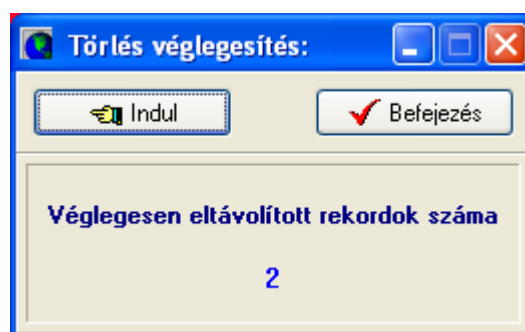 Törlés véglegesítés:
Indul
Befejezés
Véglegesen eltávolított rekordok száma
2